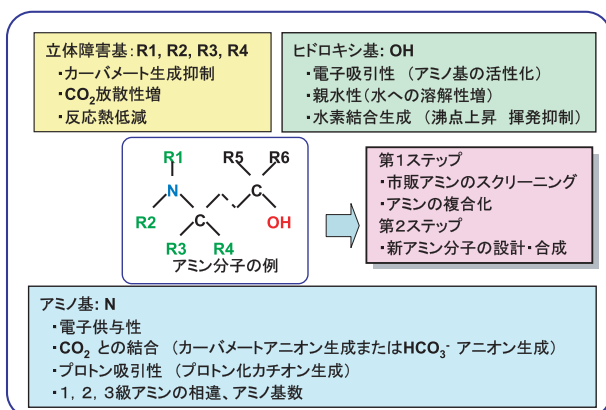 立体障害基：R1, R2, R3, R4
・カーバメート生成抑制
・CO₂放散性増
・反応熱低減
ヒドロキシ基: OH
・電子吸引性 （アミノ基の活性化）
・親水性（水への溶解性増）
・水素結合生成 （沸点上昇 揮発抑制）
R1
R5 R6
N
C
R2
C
OH
R3 R4
アミン分子の例
第１ステップ
・市販アミンのスクリーニング
・アミンの複合化
第２ステップ
・新アミン分子の設計・合成
アミノ基: N
・電子供与性
・CO₂ との結合 （カーバメートアニオン生成またはHCO₃⁻ アニオン生成）
・プロトン吸引性 （プロトン化カチオン生成）
・１，２，３級アミンの相違、アミノ基数